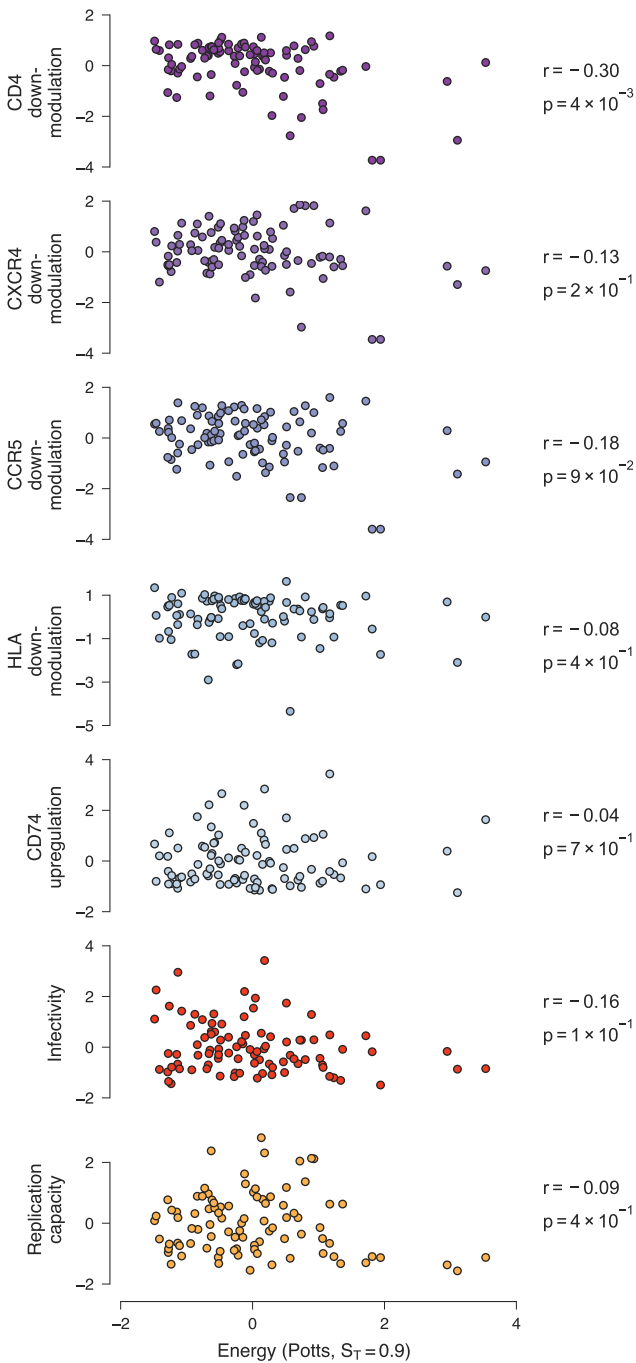 2
0
−2
−4
CD4
down-
modulation
r = −0.30
p = 4 × 10⁻³
2
0
−2
−4
CXCR4
down-
modulation
r = −0.13
p = 2 × 10⁻¹
2
0
−2
−4
CCR5
down-
modulation
r = −0.18
p = 9 × 10⁻²
1
−1
−3
−5
HLA
down-
modulation
r = −0.08
p = 4 × 10⁻¹
4
2
0
−2
CD74
upregulation
r = −0.04
p = 7 × 10⁻¹
4
2
0
−2
Infectivity
r = −0.16
p = 1 × 10⁻¹
2
0
−2
Replication
capacity
r = −0.09
p = 4 × 10⁻¹
−2 0 2 4
Energy (Potts, S_T = 0.9)